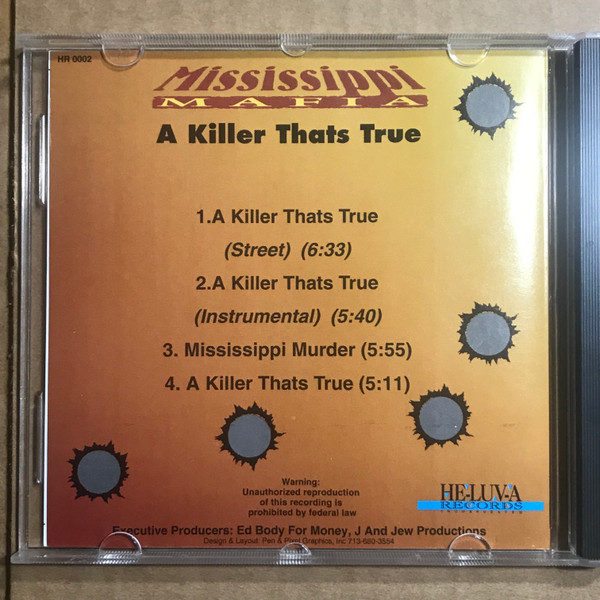 HR 0002
Mississippi
MAFIA
A Killer Thats True
1.A Killer Thats True
(Street) (6:33)
2.A Killer Thats True
(Instrumental) (5:40)
3. Mississippi Murder (5:55)
4. A Killer Thats True (5:11)
Warning:
Unauthorized reproduction
of this recording is
prohibited by federal law
HE-LUV-A
RECORDS
INCORPORATED
Executive Producers: Ed Body For Money, J And Jew Productions
Design & Layout: Pen & Pixel Graphics, Inc 713-680-3554